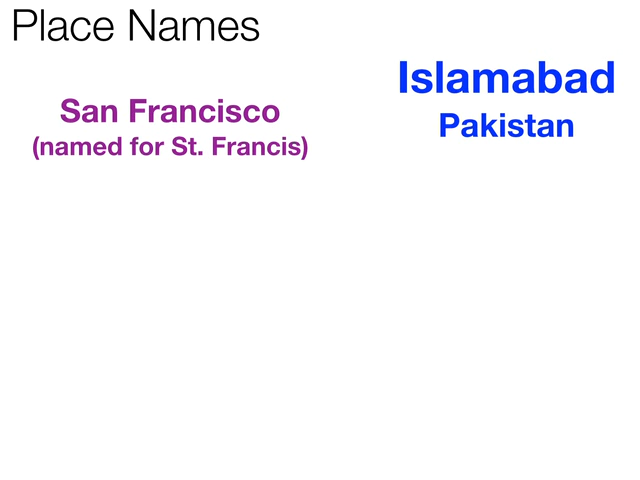 Place Names
San Francisco
(named for St. Francis)
Islamabad
Pakistan